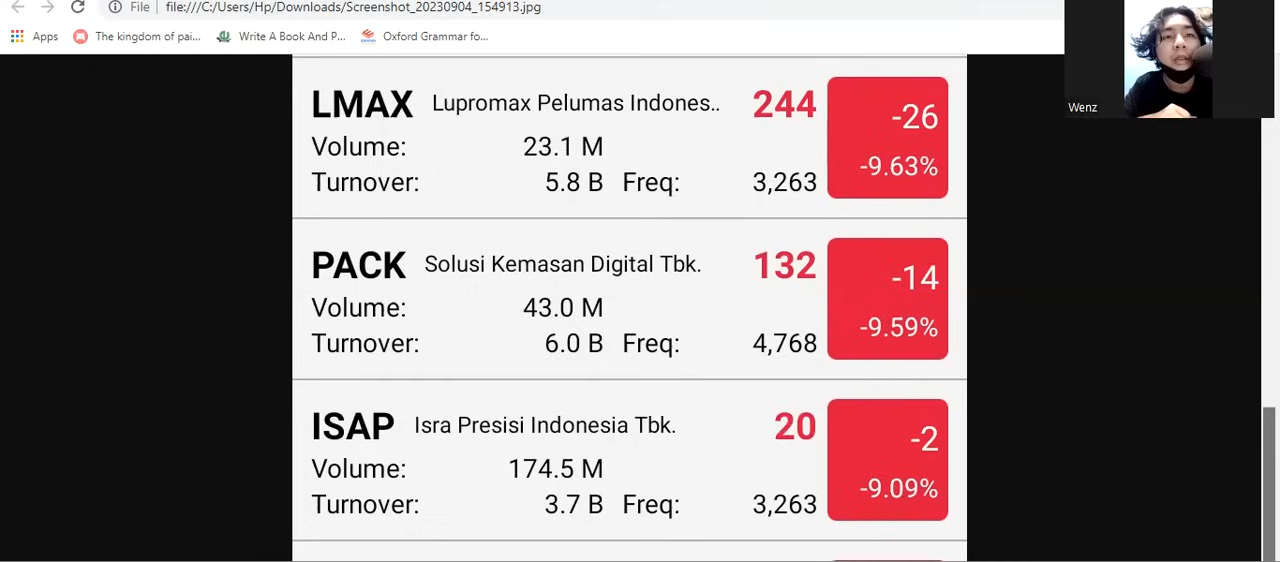 File file:///C:/Users/Hp/Downloads/Screenshot_20230904_154913.jpg
Apps The kingdom of pai... Write A Book And P... Oxford Grammar fo...
Wenz
LMAX Lupromax Pelumas Indones.. 244 -26
Volume: 23.1 M -9.63%
Turnover: 5.8 B Freq: 3,263
PACK Solusi Kemasan Digital Tbk. 132 -14
Volume: 43.0 M -9.59%
Turnover: 6.0 B Freq: 4,768
ISAP Isra Presisi Indonesia Tbk. 20 -2
Volume: 174.5 M -9.09%
Turnover: 3.7 B Freq: 3,263